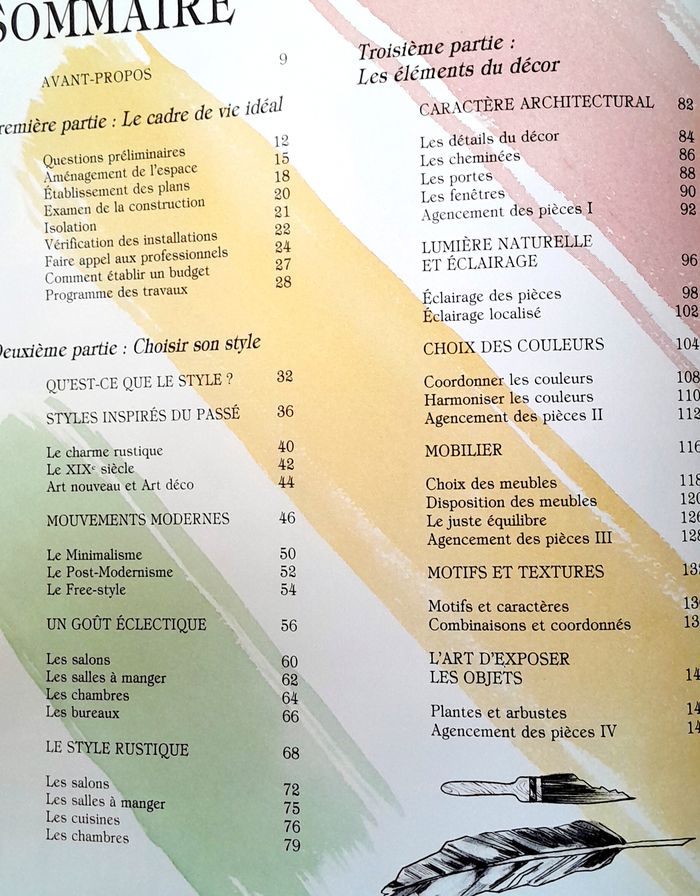 SOMMAIRE
AVANT-PROPOS 9
Première partie : Le cadre de vie idéal
Questions préliminaires 12
Aménagement de l'espace 15
Établissement des plans 18
Examen de la construction 20
Isolation 21
Vérification des installations 22
Faire appel aux professionnels 24
Comment établir un budget 27
Programme des travaux 28
Deuxième partie : Choisir son style
QU'EST-CE QUE LE STYLE ? 32
STYLES INSPIRÉS DU PASSÉ 36
Le charme rustique 40
Le XIXᵉ siècle 42
Art nouveau et Art déco 44
MOUVEMENTS MODERNES 46
Le Minimalisme 50
Le Post-Modernisme 52
Le Free-style 54
UN GOÛT ÉCLECTIQUE 56
Les salons 60
Les salles à manger 62
Les chambres 64
Les bureaux 66
LE STYLE RUSTIQUE 68
Les salons 72
Les salles à manger 75
Les cuisines 76
Les chambres 79
Troisième partie :
Les éléments du décor
CARACTÈRE ARCHITECTURAL 82
Les détails du décor 84
Les cheminées 86
Les portes 88
Les fenêtres 90
Agencement des pièces I 92
LUMIÈRE NATURELLE
ET ÉCLAIRAGE 96
Éclairage des pièces 98
Éclairage localisé 102
CHOIX DES COULEURS 104
Coordonner les couleurs 108
Harmoniser les couleurs 110
Agencement des pièces II 112
MOBILIER 116
Choix des meubles 118
Disposition des meubles 120
Le juste équilibre 126
Agencement des pièces III 128
MOTIFS ET TEXTURES
Motifs et caractères
Combinaisons et coordonnés
L'ART D'EXPOSER
LES OBJETS
Plantes et arbustes
Agencement des pièces IV